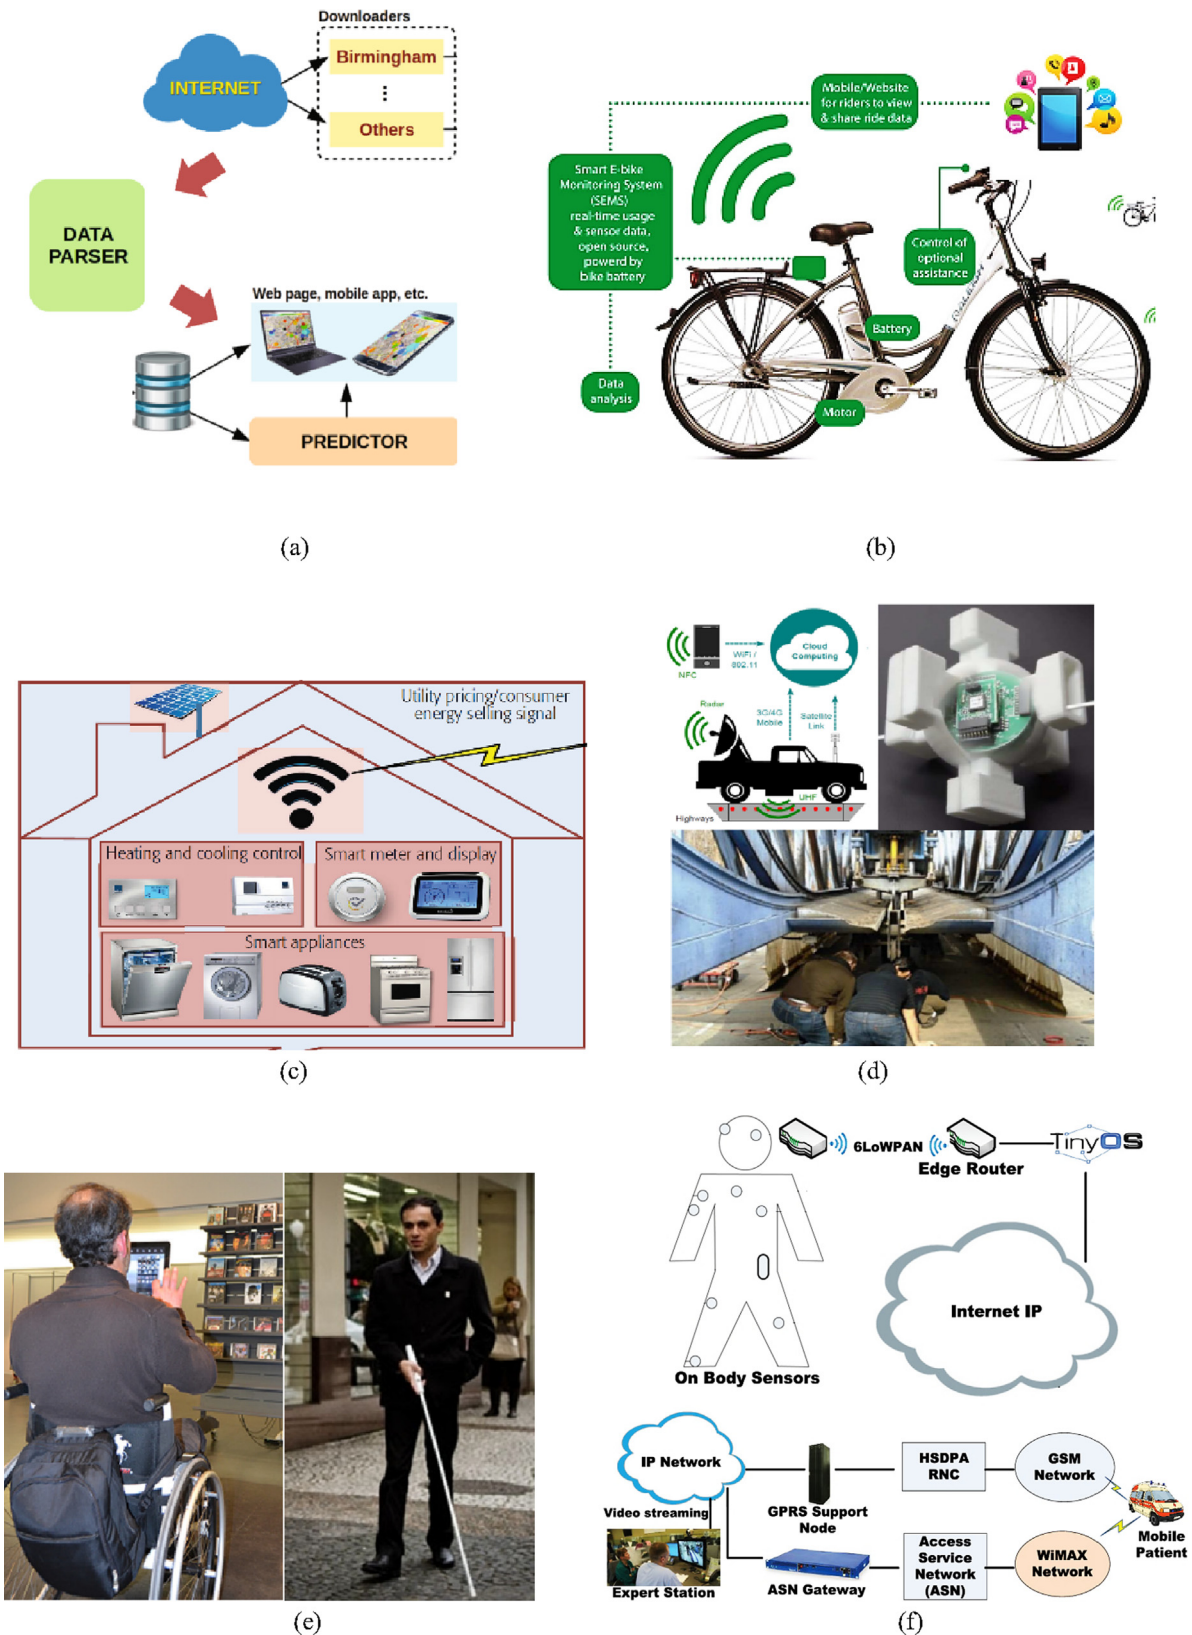 Downloaders
INTERNET
Birmingham
Others
DATA
PARSER
Web page, mobile app, etc.
PREDICTOR
(a)
Mobile/Website
for riders to view
& share ride data
Smart E-bike
Monitoring System
(SEMS)
real-time usage
& sensor data,
open source,
powerd by
bike battery
Control of
optional
assistance
Battery
Data
analysis
Motor
(b)
Utility pricing/consumer
energy selling signal
Heating and cooling control
Smart meter and display
Smart appliances
(c)
NFC
WiFi /
802.11
Cloud
Computing
Radar
3G/4G
Mobile
Satellite
Link
UHF
Highways
(d)
(e)
6LoWPAN
Edge Router
TinyOS
Internet IP
On Body Sensors
IP Network
Video streaming
Expert Station
GPRS Support
Node
ASN Gateway
HSDPA
RNC
Access
Service
Network
(ASN)
GSM
Network
WiMAX
Network
Mobile
Patient
(f)